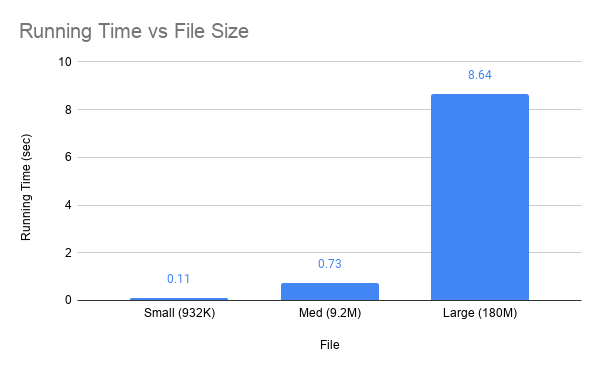 Running Time vs File Size
Running Time (sec)
10
8
6
4
2
0
0.11
0.73
8.64
Small (932K)
Med (9.2M)
Large (180M)
File